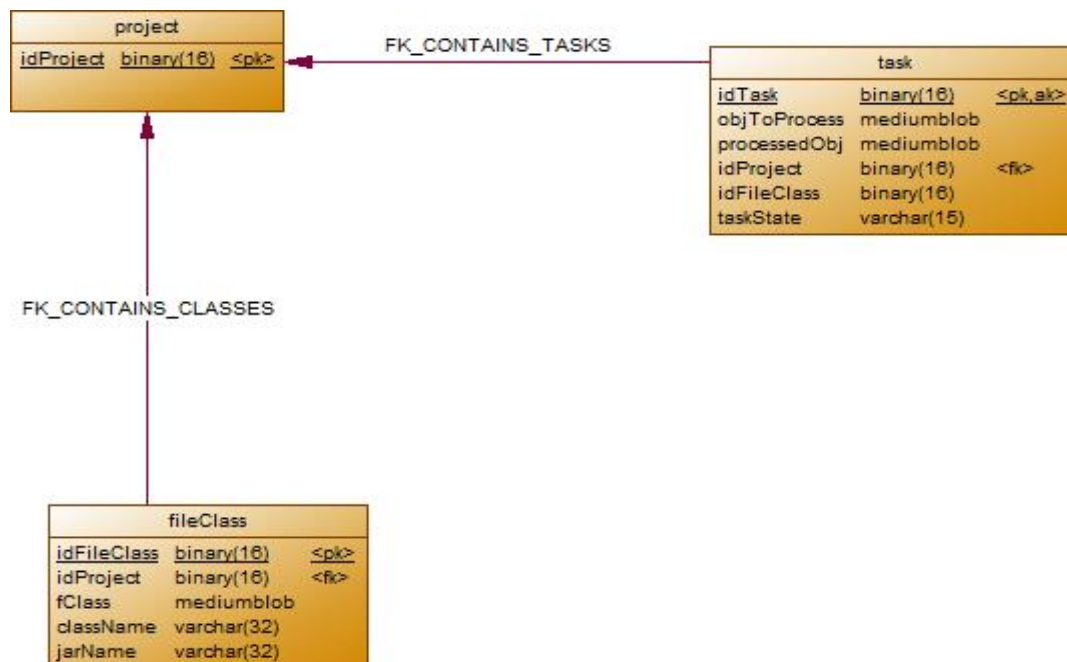 project
idProject binary(16) <pk>
FK_CONTAINS_TASKS
task
idTask binary(16) <pk,ak>
objToProcess mediumblob
processedObj mediumblob
idProject binary(16) <fk>
idFileClass binary(16)
taskState varchar(15)
FK_CONTAINS_CLASSES
fileClass
idFileClass binary(16) <pk>
idProject binary(16) <fk>
fClass mediumblob
className varchar(32)
jarName varchar(32)